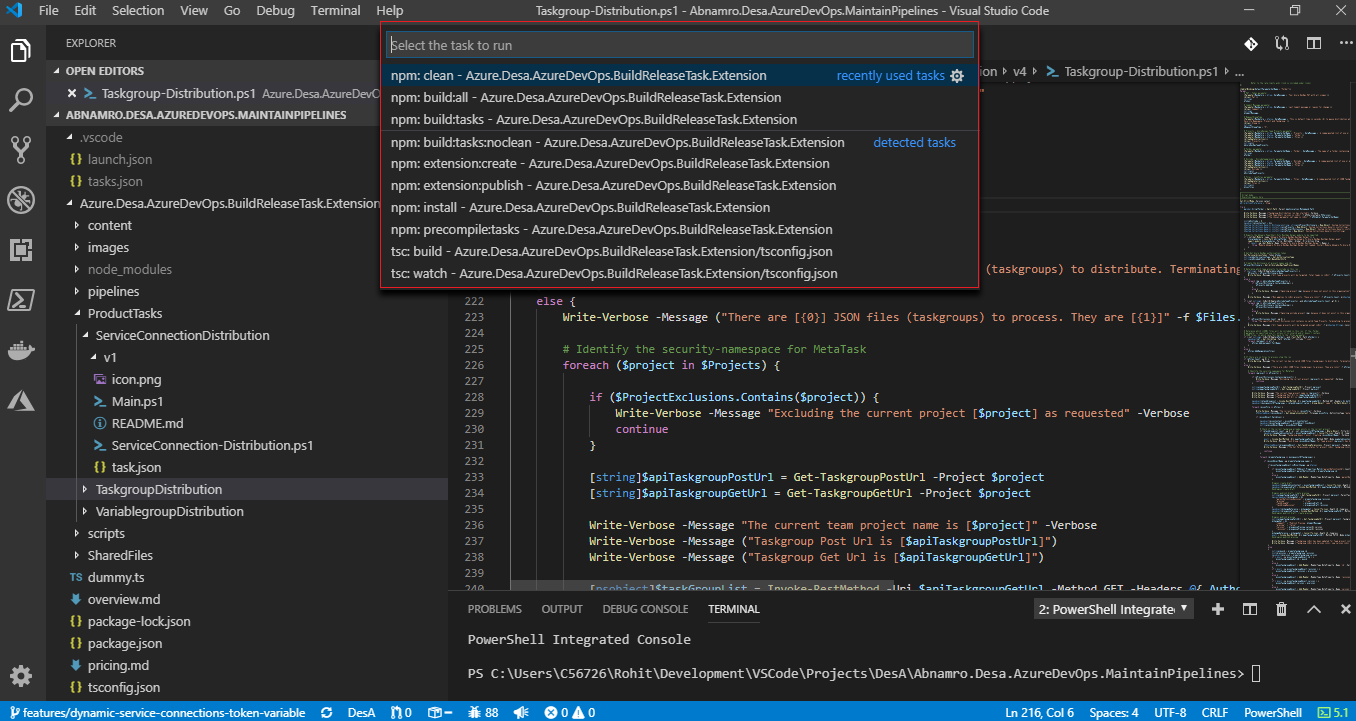 File Edit Selection View Go Debug Terminal Help Taskgroup-Distribution.ps1 - Abnamro.Desa.AzureDevOps.MaintainPipelines - Visual Studio Code
EXPLORER
OPEN EDITORS
Taskgroup-Distribution.ps1 Azure.Desa.AzureDevO
ABNAMRO.DESA.AZUREDEVOPS.MAINTAINPIPELINES
.vscode
launch.json
tasks.json
Azure.Desa.AzureDevOps.BuildReleaseTask.Extension
content
images
node_modules
pipelines
ProductTasks
ServiceConnectionDistribution
v1
icon.png
Main.ps1
README.md
ServiceConnection-Distribution.ps1
task.json
TaskgroupDistribution
VariablegroupDistribution
scripts
SharedFiles
TS dummy.ts
overview.md
package-lock.json
package.json
pricing.md
tsconfig.json
Select the task to run
npm: clean - Azure.Desa.AzureDevOps.BuildReleaseTask.Extension recently used tasks
npm: build:all - Azure.Desa.AzureDevOps.BuildReleaseTask.Extension
npm: build:tasks - Azure.Desa.AzureDevOps.BuildReleaseTask.Extension
npm: build:tasks:noclean - Azure.Desa.AzureDevOps.BuildReleaseTask.Extension detected tasks
npm: extension:create - Azure.Desa.AzureDevOps.BuildReleaseTask.Extension
npm: extension:publish - Azure.Desa.AzureDevOps.BuildReleaseTask.Extension
npm: install - Azure.Desa.AzureDevOps.BuildReleaseTask.Extension
npm: precompile:tasks - Azure.Desa.AzureDevOps.BuildReleaseTask.Extension
tsc: build - Azure.Desa.AzureDevOps.BuildReleaseTask.Extension/tsconfig.json
tsc: watch - Azure.Desa.AzureDevOps.BuildReleaseTask.Extension/tsconfig.json
ion › v4 › Taskgroup-Distribution.ps1 › ...
"
(taskgroups) to distribute. Terminating
222 else {
223 Write-Verbose -Message ("There are [{0}] JSON files (taskgroups) to process. They are [{1}]" -f $Files.
224
225 # Identify the security-namespace for MetaTask
226 foreach ($project in $Projects) {
227
228 if ($ProjectExclusions.Contains($project)) {
229 Write-Verbose -Message "Excluding the current project [$project] as requested" -Verbose
230 continue
231 }
232
233 [string]$apiTaskgroupPostUrl = Get-TaskgroupPostUrl -Project $project
234 [string]$apiTaskgroupGetUrl = Get-TaskgroupGetUrl -Project $project
235
236 Write-Verbose -Message "The current team project name is [$project]" -Verbose
237 Write-Verbose -Message ("Taskgroup Post Url is [$apiTaskgroupPostUrl]")
238 Write-Verbose -Message ("Taskgroup Get Url is [$apiTaskgroupGetUrl]")
239
240 [psobject]$taskGroupList = Invoke-RestMethod -Uri $apiTaskgroupGetUrl -Method GET -Headers @{ Autho
PROBLEMS OUTPUT DEBUG CONSOLE TERMINAL 2: PowerShell Integrate
PowerShell Integrated Console
PS C:\Users\C56726\Rohit\Development\VSCode\Projects\DesA\Abnamro.Desa.AzureDevOps.MaintainPipelines>
features/dynamic-service-connections-token-variable DesA 0 88 0 0 Ln 216, Col 6 Spaces: 4 UTF-8 CRLF PowerShell 5.1